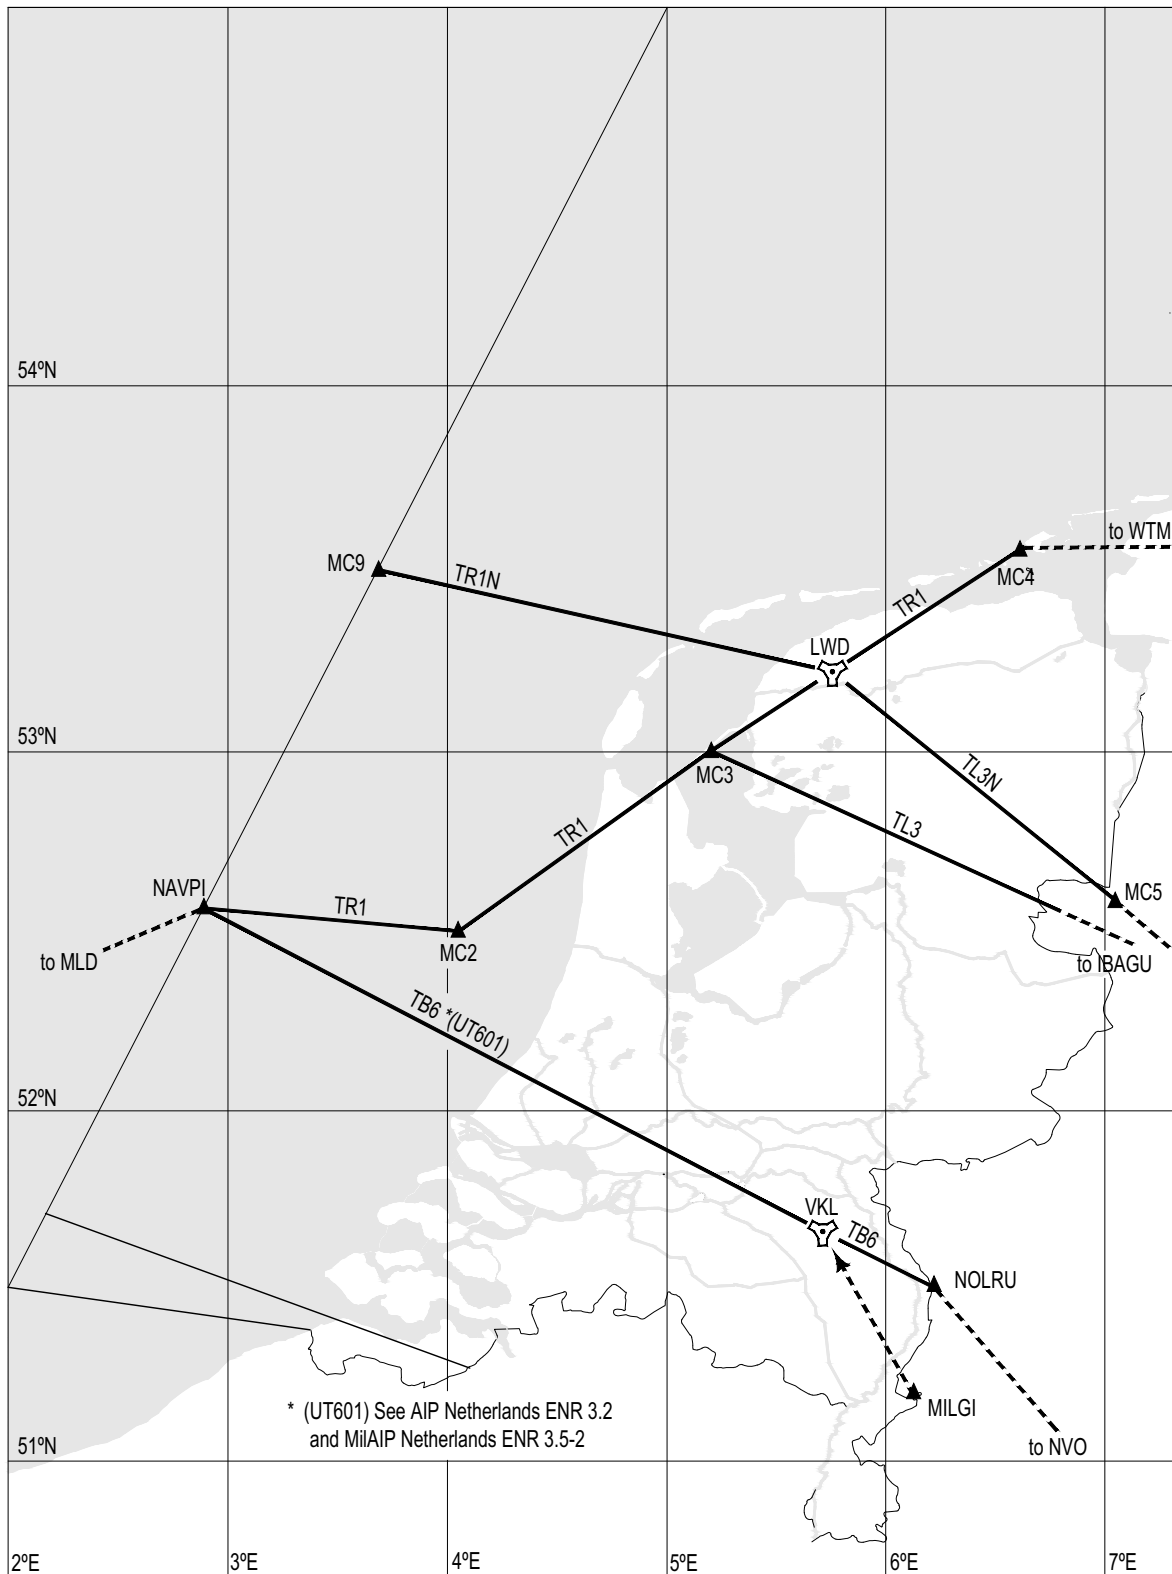 54ºN
to WTM
MC9
TR1N
MC4
TR1
LWD
53ºN
MC3
TL3N
TR1
TL3
NAVPI
MC5
TR1
MC2
to MLD
to IBAGU
TB6 *(UT601)
52ºN
VKL
TB6
NOLRU
MILGI
* (UT601) See AIP Netherlands ENR 3.2
and MilAIP Netherlands ENR 3.5-2
to NVO
51ºN
2ºE
3ºE
4ºE
5ºE
6ºE
7ºE